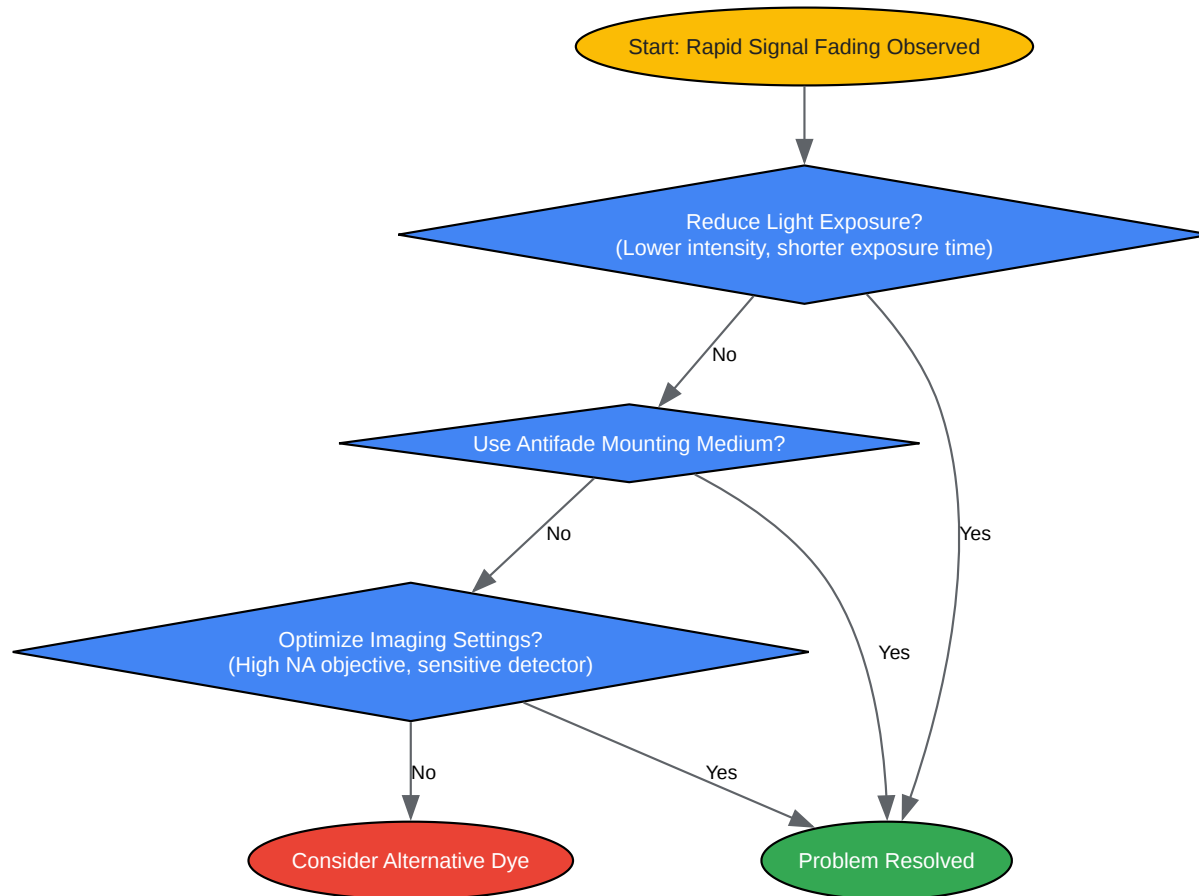 Start: Rapid Signal Fading Observed
Reduce Light Exposure?
(Lower intensity, shorter exposure time)
No
Use Antifade Mounting Medium?
No
Yes
Optimize Imaging Settings?
(High NA objective, sensitive detector)
Yes
No
Yes
Consider Alternative Dye
Problem Resolved